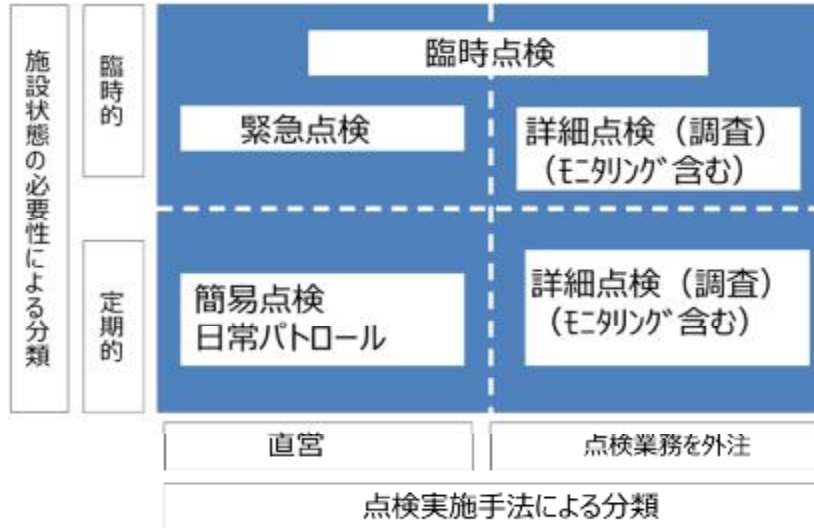 施設状態の必要性による分類
臨時的
定期的
臨時点検
緊急点検
詳細点検（調査）
（ﾓﾆﾀﾘﾝｸﾞ含む）
簡易点検
日常パトロール
詳細点検（調査）
（ﾓﾆﾀﾘﾝｸﾞ含む）
直営
点検業務を外注
点検実施手法による分類